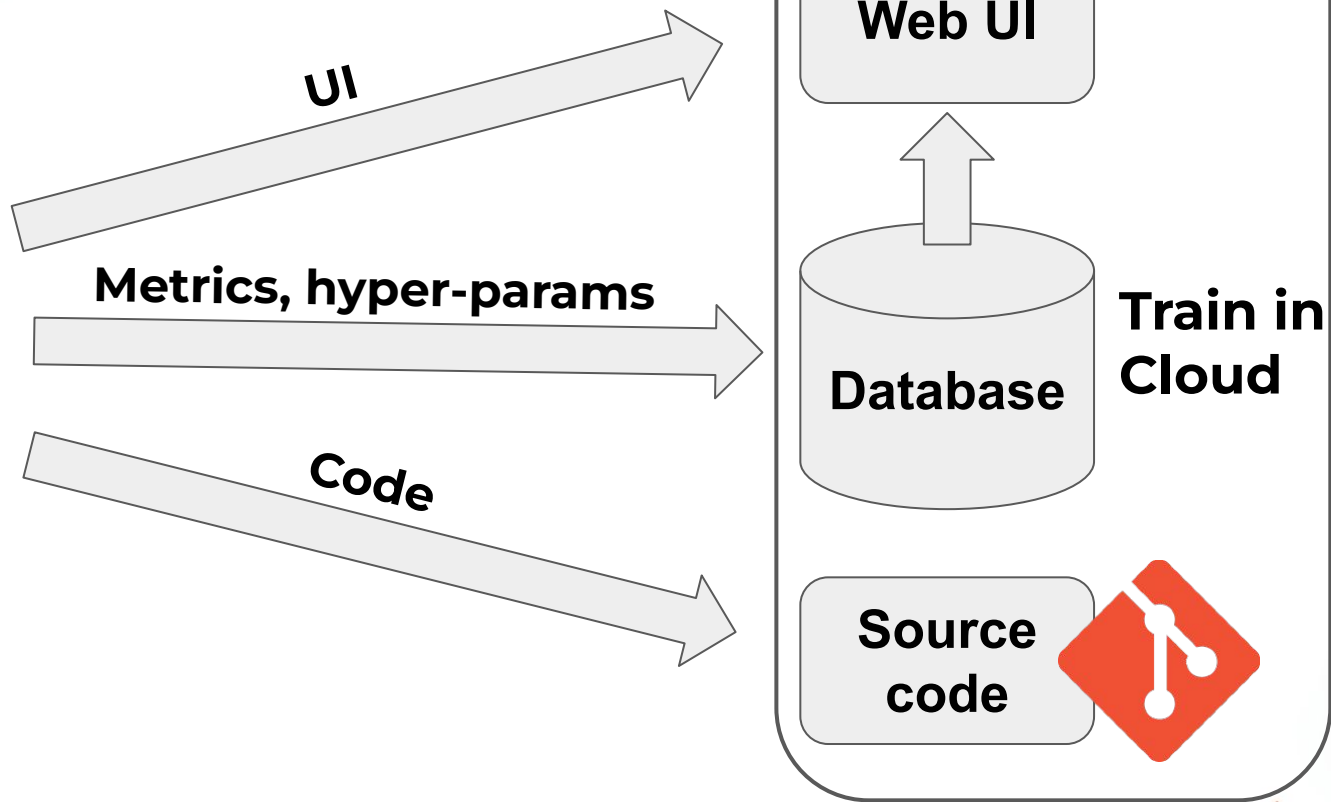 Web UI
UI
Metrics, hyper-params
Train in
Cloud
Database
Code
Source
code